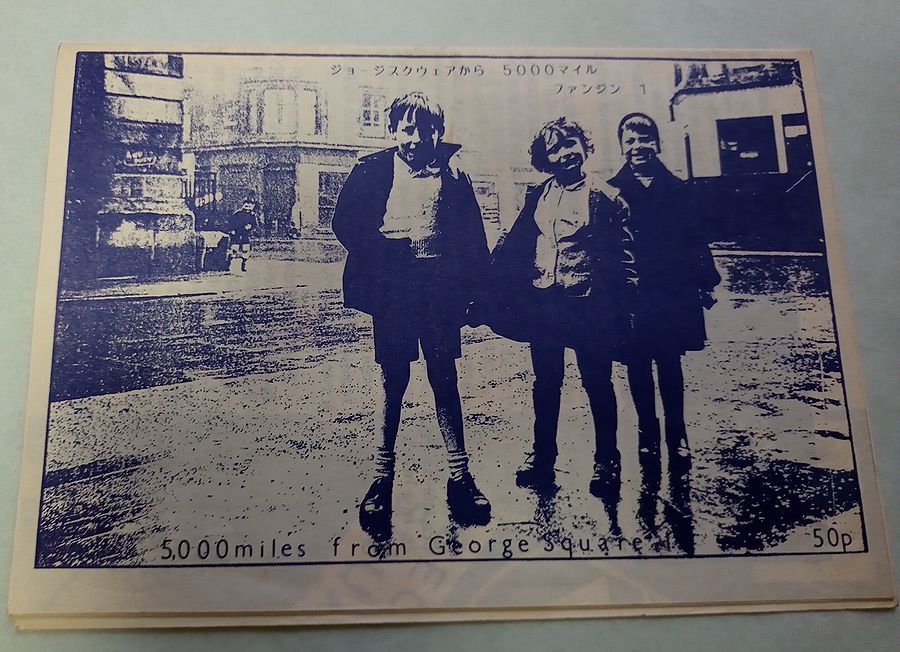 ジョージスクウェアから 5000マイル
ファンジン 1
5,000miles from George Square 1
50p